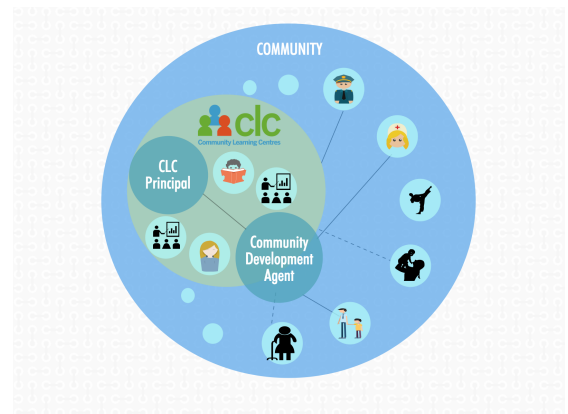 COMMUNITY
clc
Community Learning Centres
CLC
Principal
Community
Development
Agent